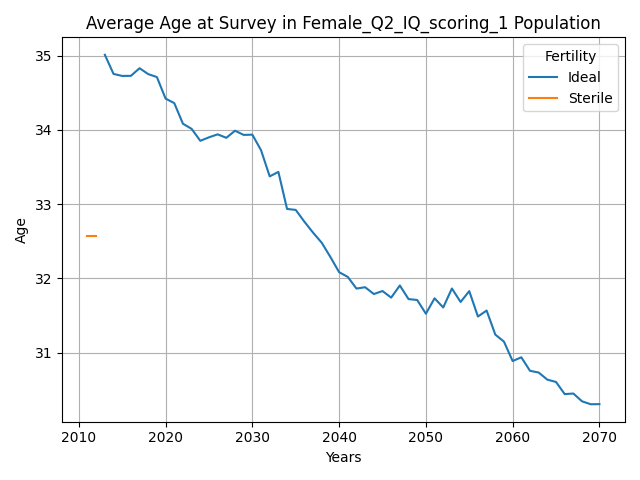 Average Age at Survey in Female_Q2_IQ_scoring_1 Population
Fertility
Ideal
Sterile
35
34
33
32
31
Age
2010 2020 2030 2040 2050 2060 2070
Years